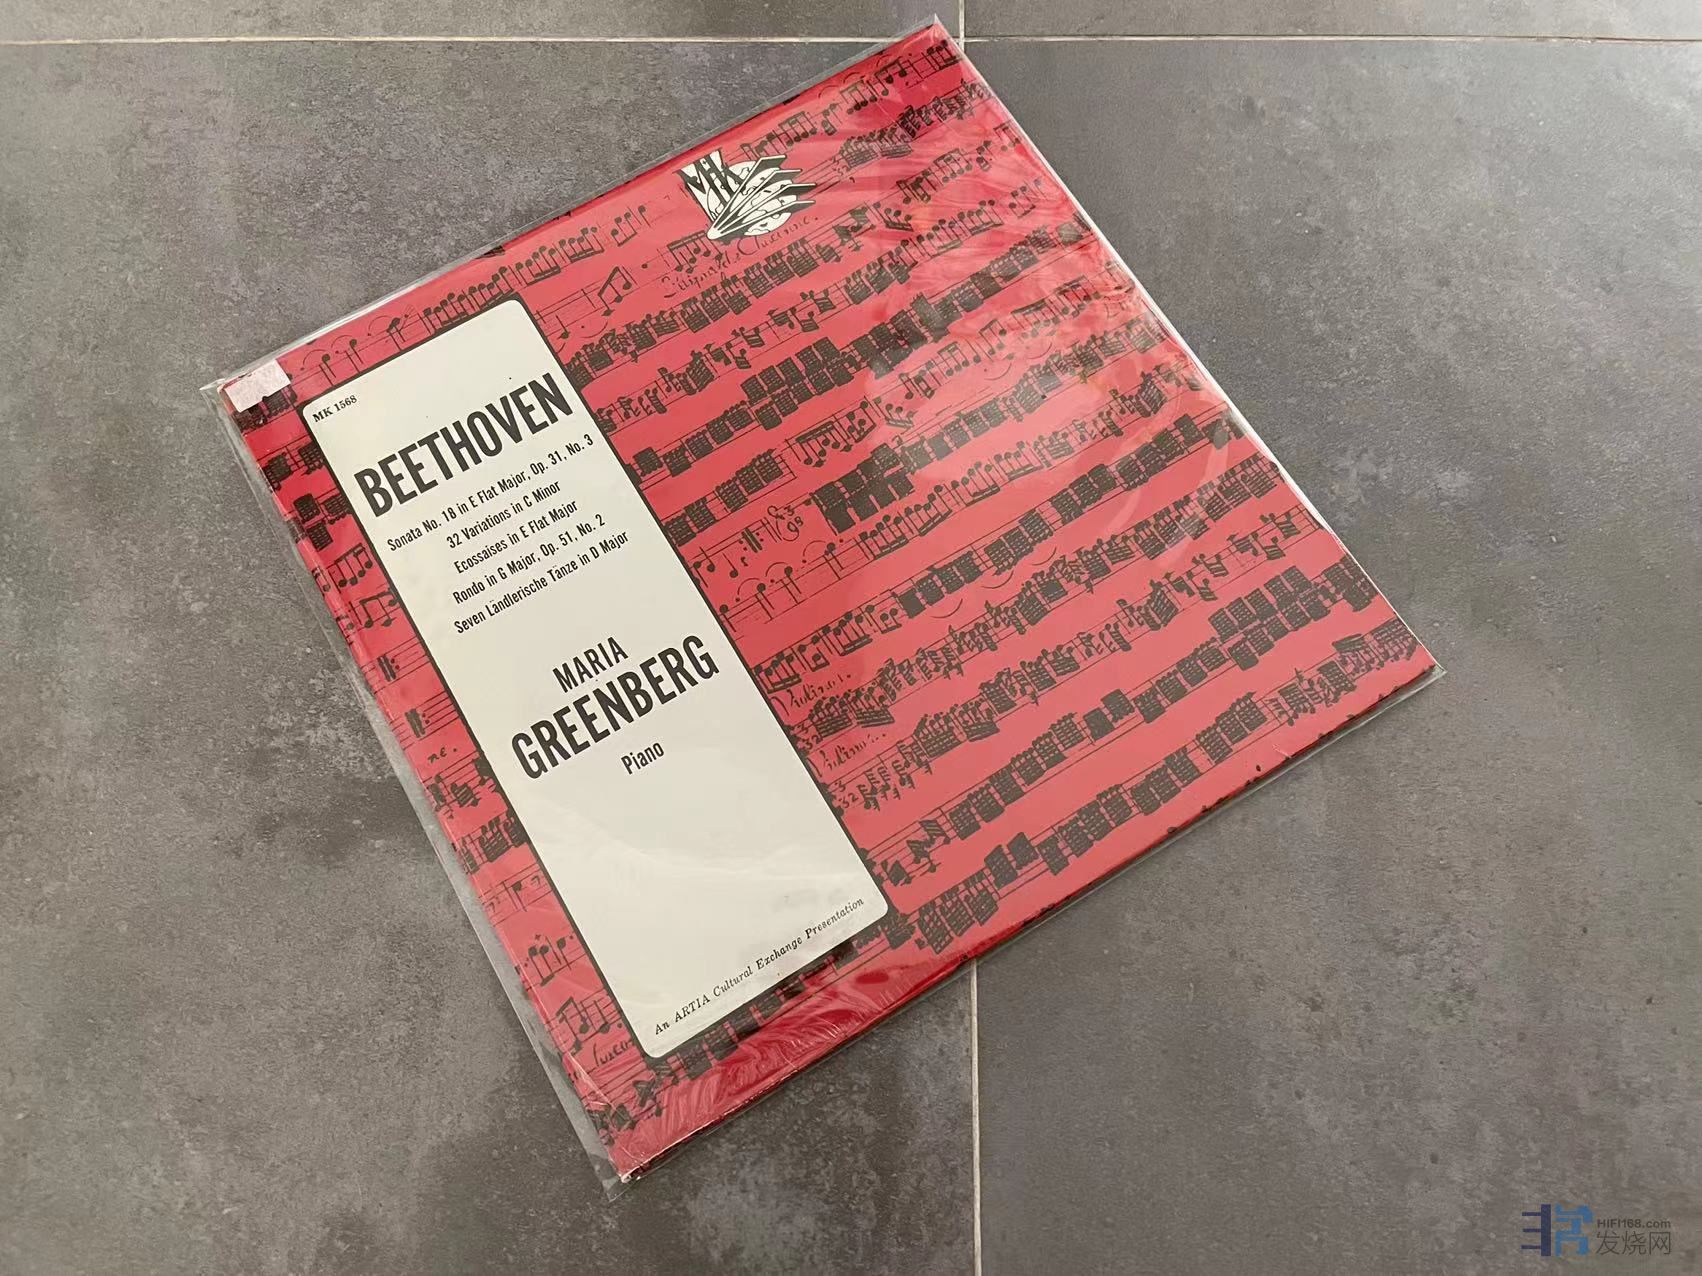 MK
MK 1568
BEETHOVEN
Sonata No. 18 in E Flat Major, Op. 31, No. 3
32 Variations in C Minor
Ecossaises in E Flat Major
Rondo in G Major, Op. 51, No. 2
Seven Ländlerische Tänze in D Major
MARIA
GREENBERG
Piano
An ARTIA Cultural Exchange Presentation
HIFI168.com
发烧网